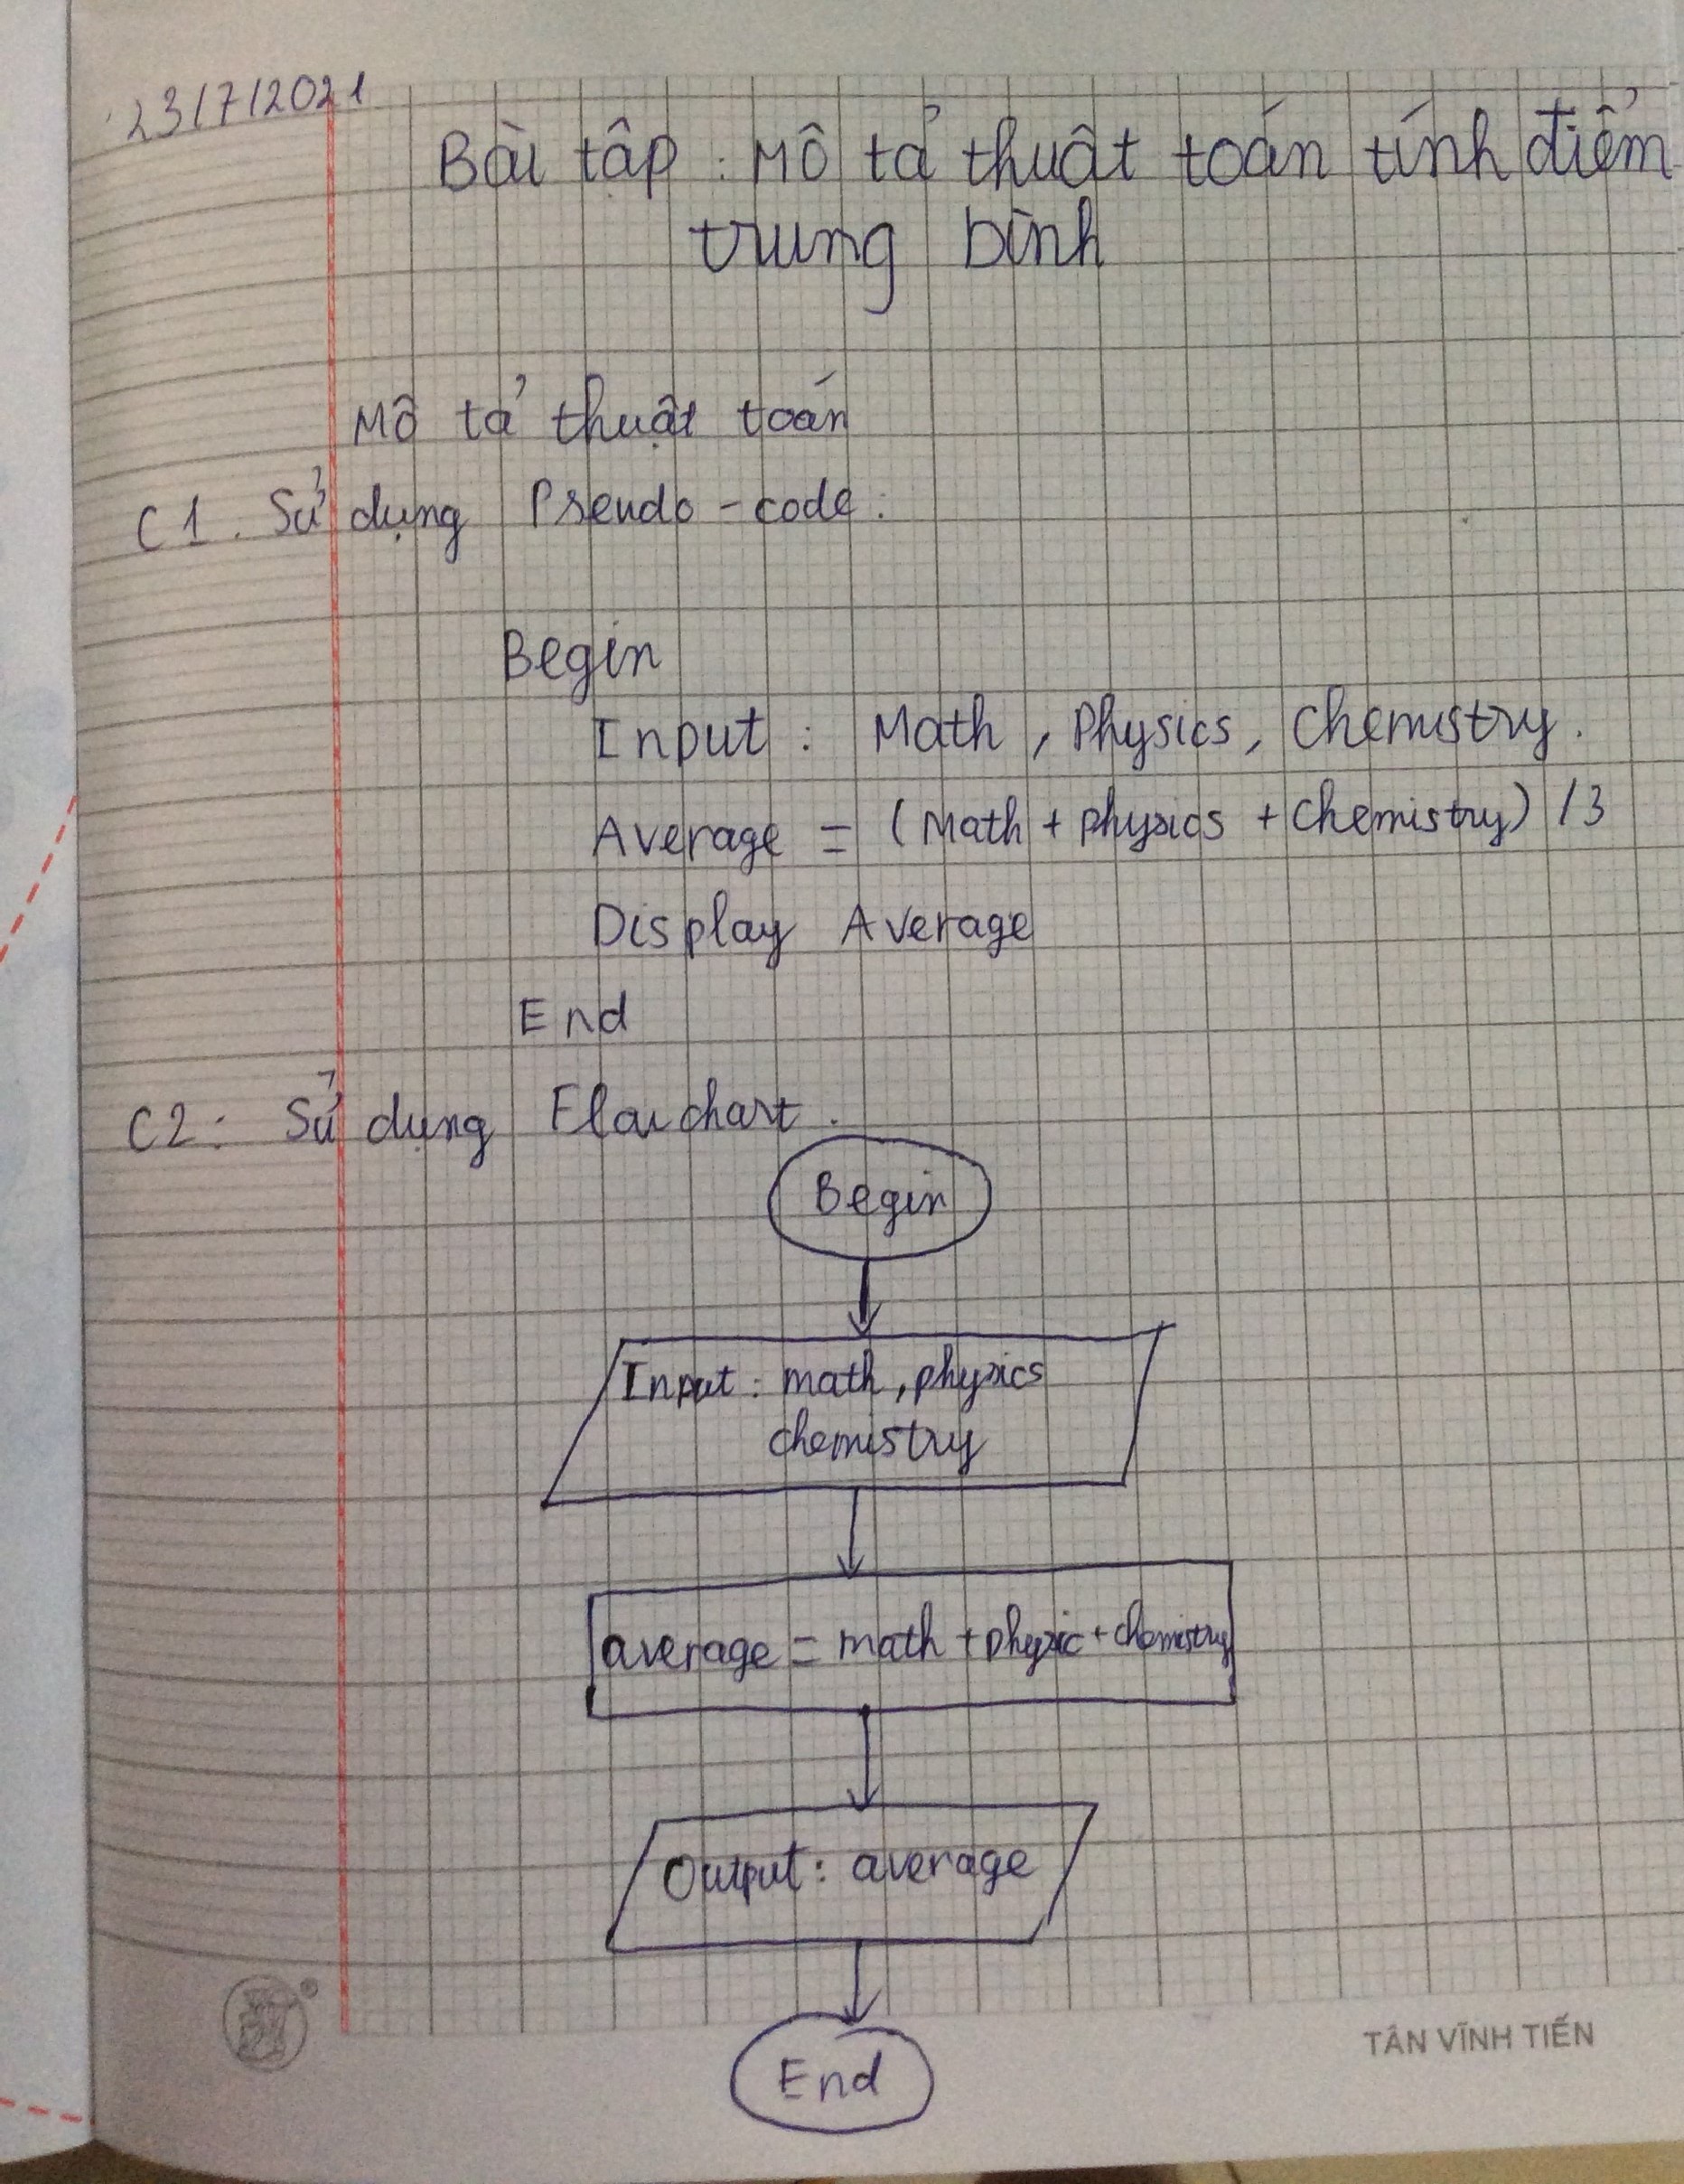 23/7/2021
Bài tập : Mô tả thuật toán tính điểm
trung bình
Mô tả thuật toán
C1. Sử dụng Pseudo-code:
Begin
Input : Math, Physics, Chemistry.
Average = (Math + physics + Chemistry) /3
Display Average
End
C2: Sử dụng Flowchart.
Begin
Input: math, physics
chemistry
average = math + physic + chemistry
Output: average
End
TÂN VĨNH TIẾN